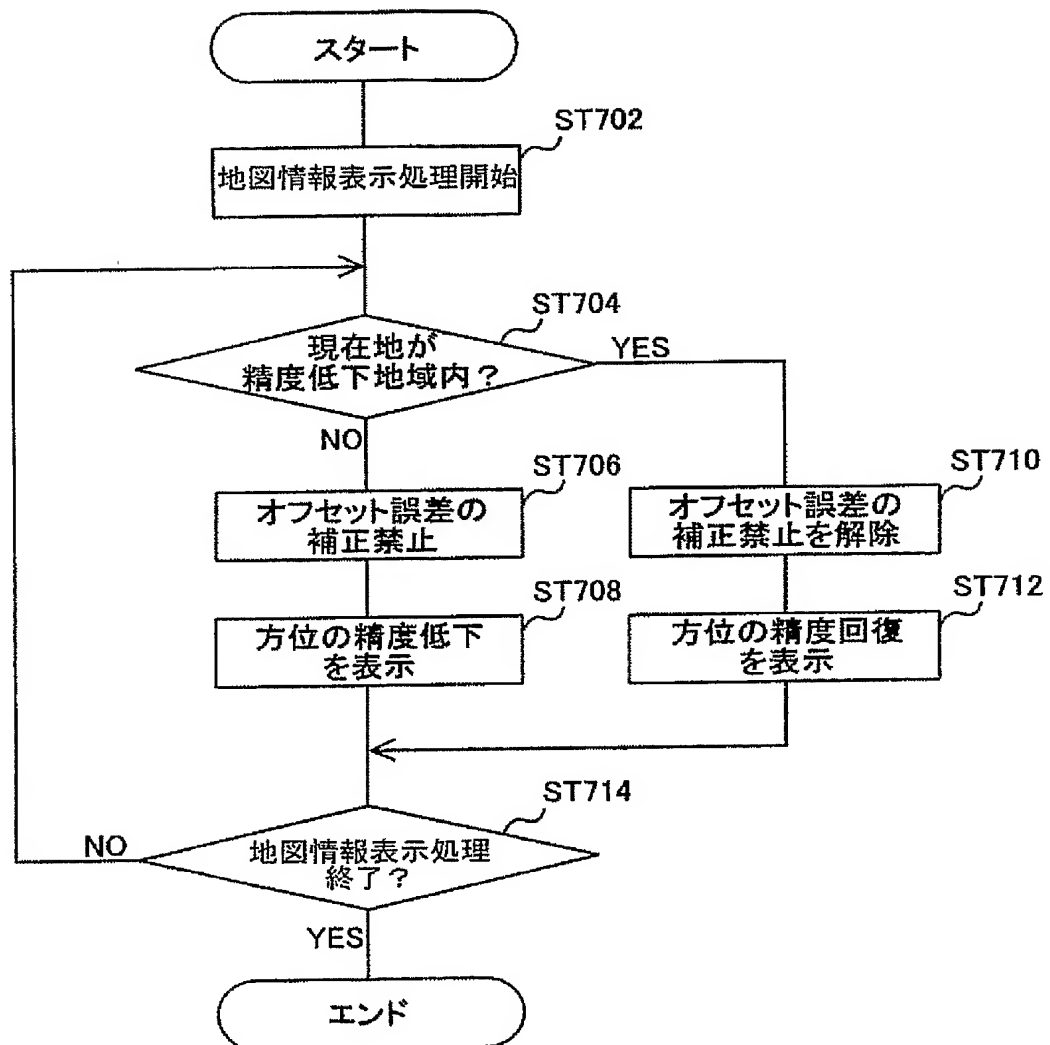 スタート
ST702
地図情報表示処理開始
ST704
現在地が
精度低下地域内？
YES
NO
ST706
オフセット誤差の
補正禁止
ST710
オフセット誤差の
補正禁止を解除
ST708
方位の精度低下
を表示
ST712
方位の精度回復
を表示
ST714
地図情報表示処理
終了？
NO
YES
エンド